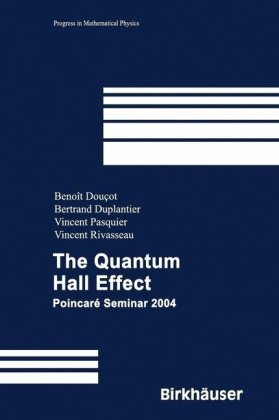 Progress in Mathematical Physics
Benoît Douçot
Bertrand Duplantier
Vincent Pasquier
Vincent Rivasseau
The Quantum
Hall Effect
Poincaré Seminar 2004
Birkhäuser